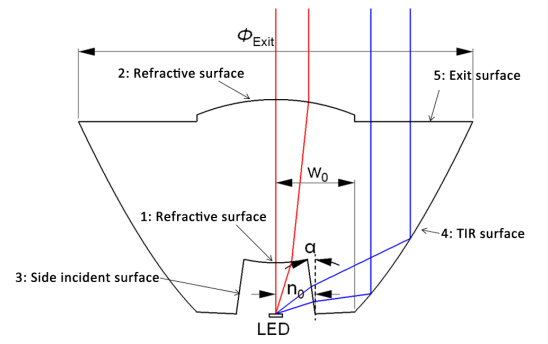 ΦExit
2: Refractive surface
5: Exit surface
W0
1: Refractive surface
α
4: TIR surface
3: Side incident surface
n0
LED